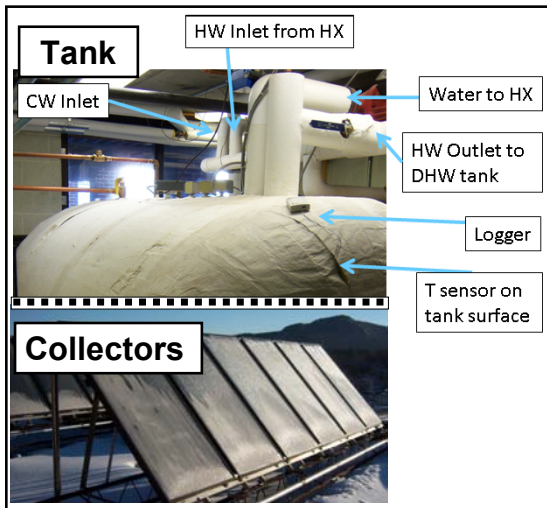 Tank
HW Inlet from HX
CW Inlet
Water to HX
HW Outlet to
DHW tank
Logger
T sensor on
tank surface
Collectors